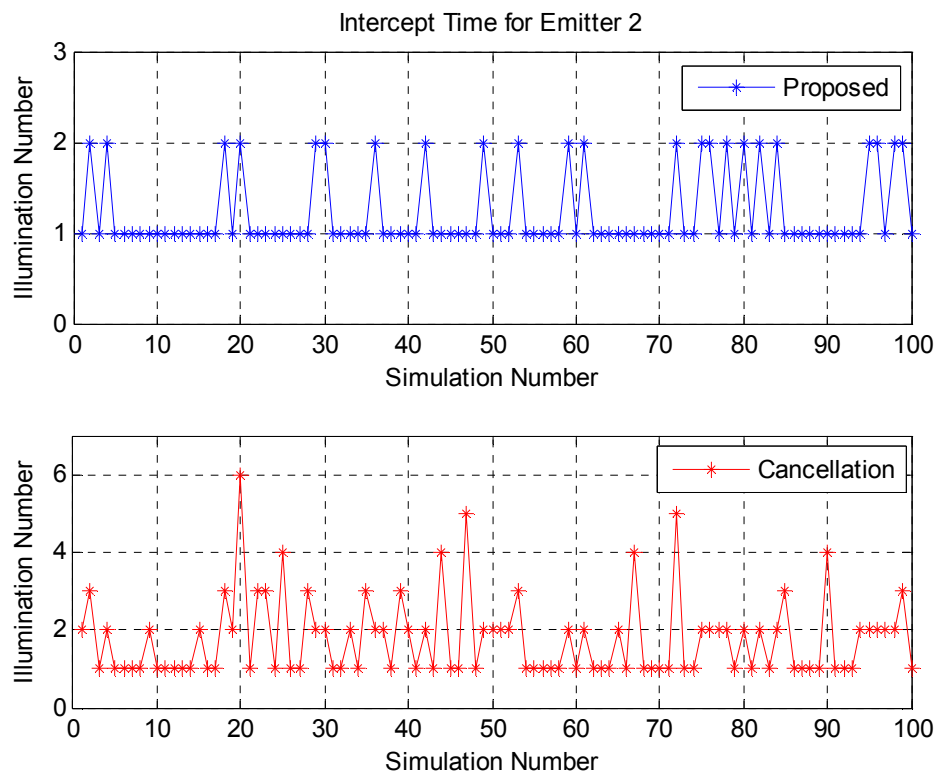 Intercept Time for Emitter 2
3
2
1
0
Illumination Number
Proposed
0 10 20 30 40 50 60 70 80 90 100
Simulation Number
6
4
2
0
Illumination Number
Cancellation
0 10 20 30 40 50 60 70 80 90 100
Simulation Number